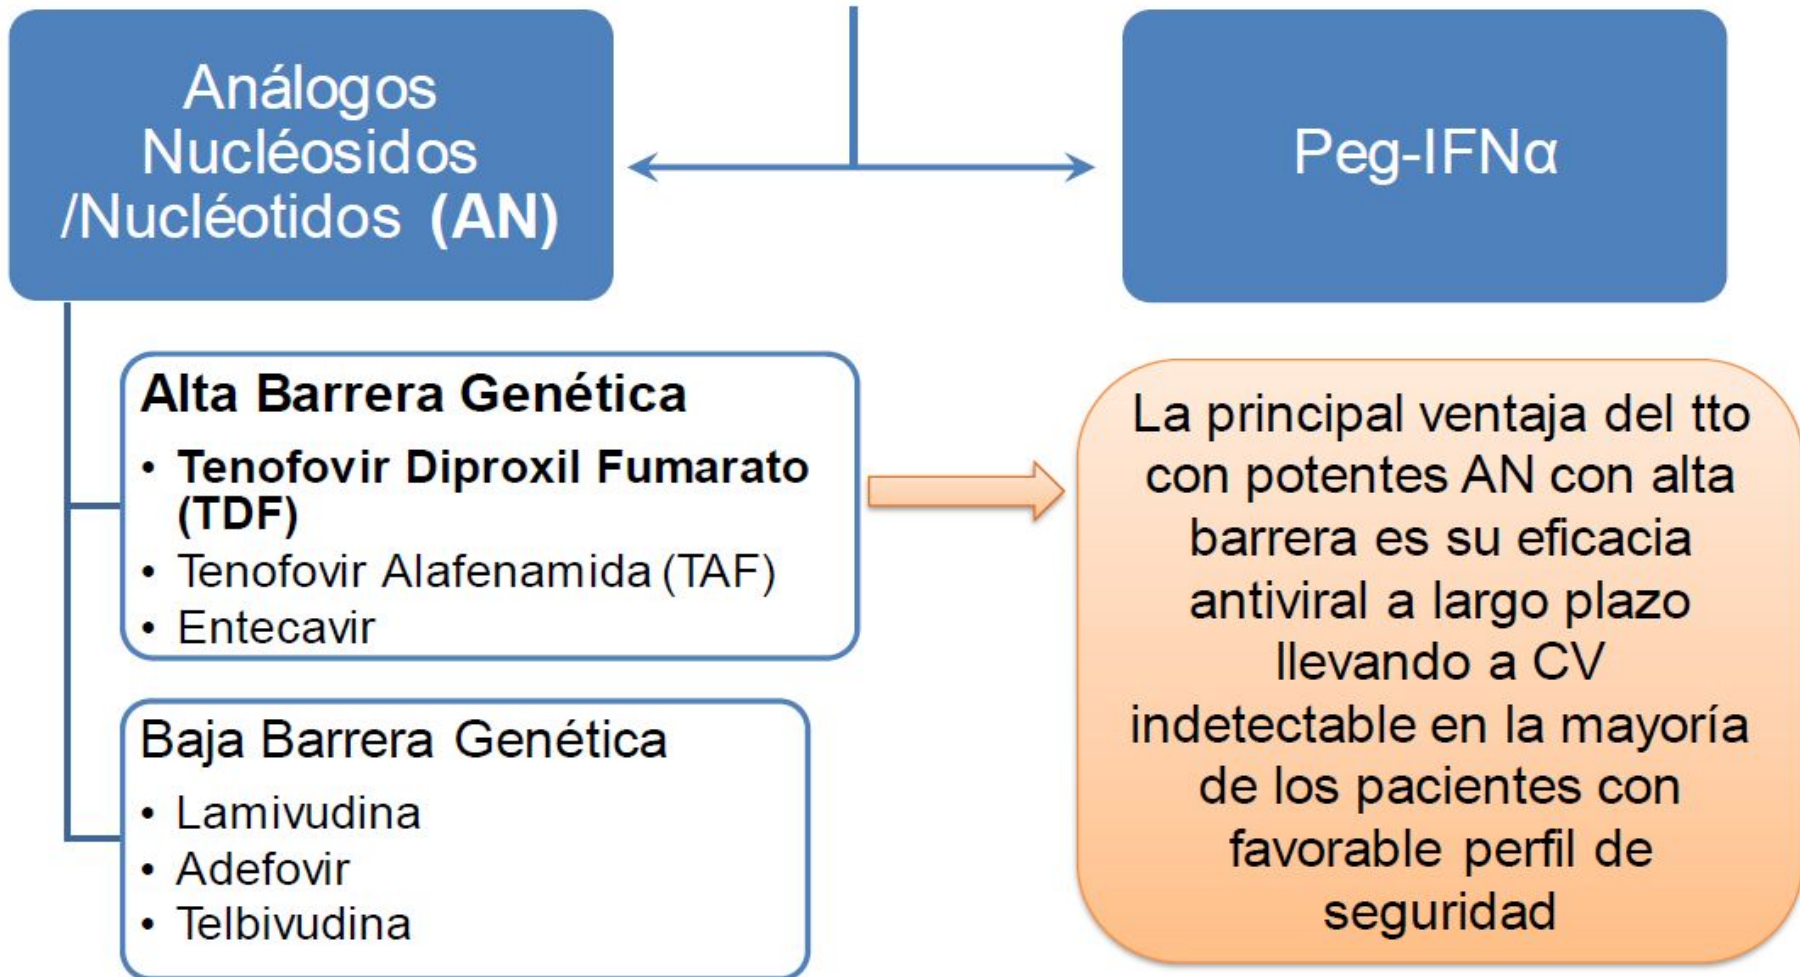 Análogos
Nucléosidos
/Nucléotidos (AN)
Peg-IFNα
Alta Barrera Genética
• Tenofovir Diproxil Fumarato
(TDF)
• Tenofovir Alafenamida (TAF)
• Entecavir
La principal ventaja del tto
con potentes AN con alta
barrera es su eficacia
antiviral a largo plazo
llevando a CV
indetectable en la mayoría
de los pacientes con
favorable perfil de
seguridad
Baja Barrera Genética
• Lamivudina
• Adefovir
• Telbivudina